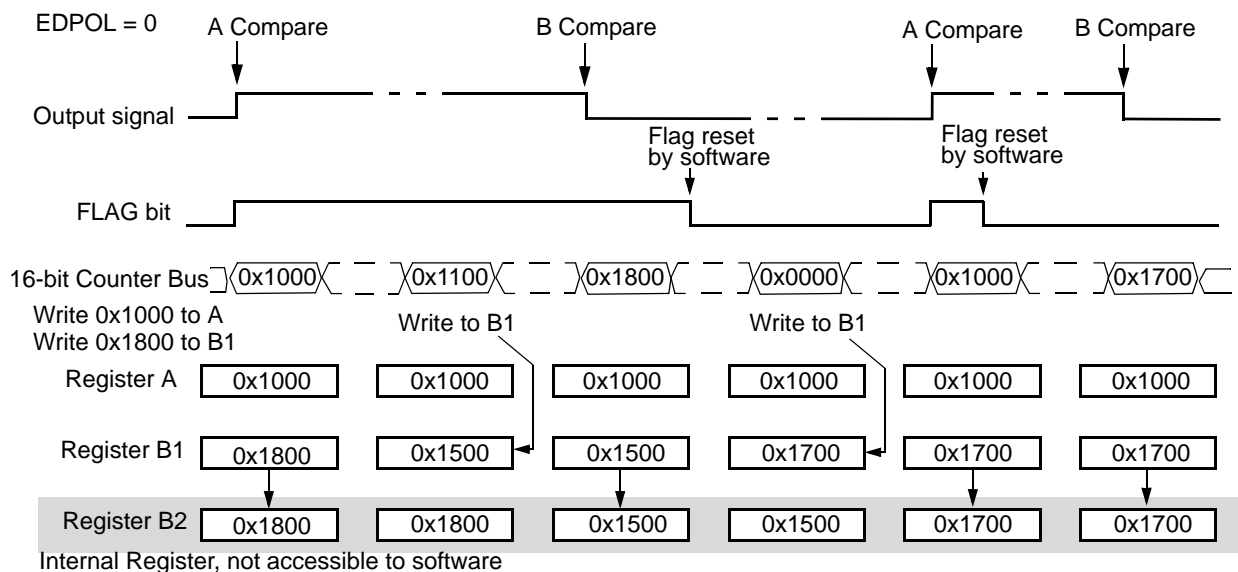 EDPOL = 0
A Compare
B Compare
A Compare
B Compare
Output signal
Flag reset
by software
Flag reset
by software
FLAG bit
16-bit Counter Bus 0x1000 0x1100 0x1800 0x0000 0x1000 0x1700
Write 0x1000 to A
Write 0x1800 to B1
Write to B1
Write to B1
Register A 0x1000 0x1000 0x1000 0x1000 0x1000 0x1000
Register B1 0x1800 0x1500 0x1500 0x1700 0x1700 0x1700
Register B2 0x1800 0x1800 0x1500 0x1500 0x1700 0x1700
Internal Register, not accessible to software